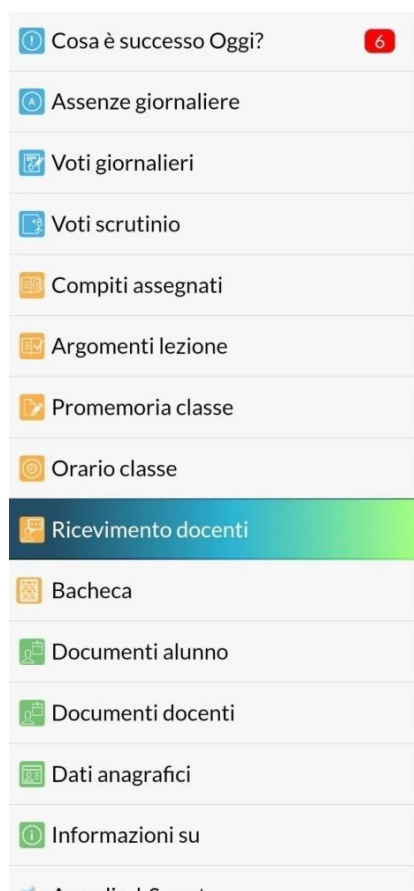 Cosa è successo Oggi? 6
Assenze giornaliere
Voti giornalieri
Voti scrutinio
Compiti assegnati
Argomenti lezione
Promemoria classe
Orario classe
Ricevimento docenti
Bacheca
Documenti alunno
Documenti docenti
Dati anagrafici
Informazioni su